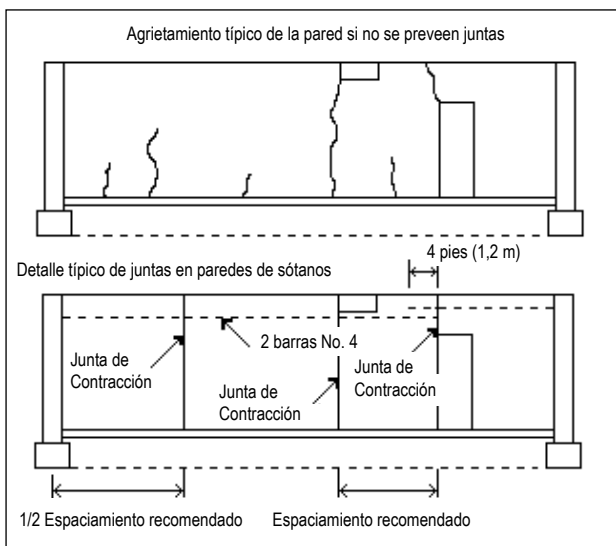 Agrietamiento típico de la pared si no se preveen juntas
4 pies (1,2 m)
Detalle típico de juntas en paredes de sótanos
2 barras No. 4
Junta de
Contracción
Junta de
Contracción
Junta de
Contracción
1/2 Espaciamiento recomendado
Espaciamiento recomendado